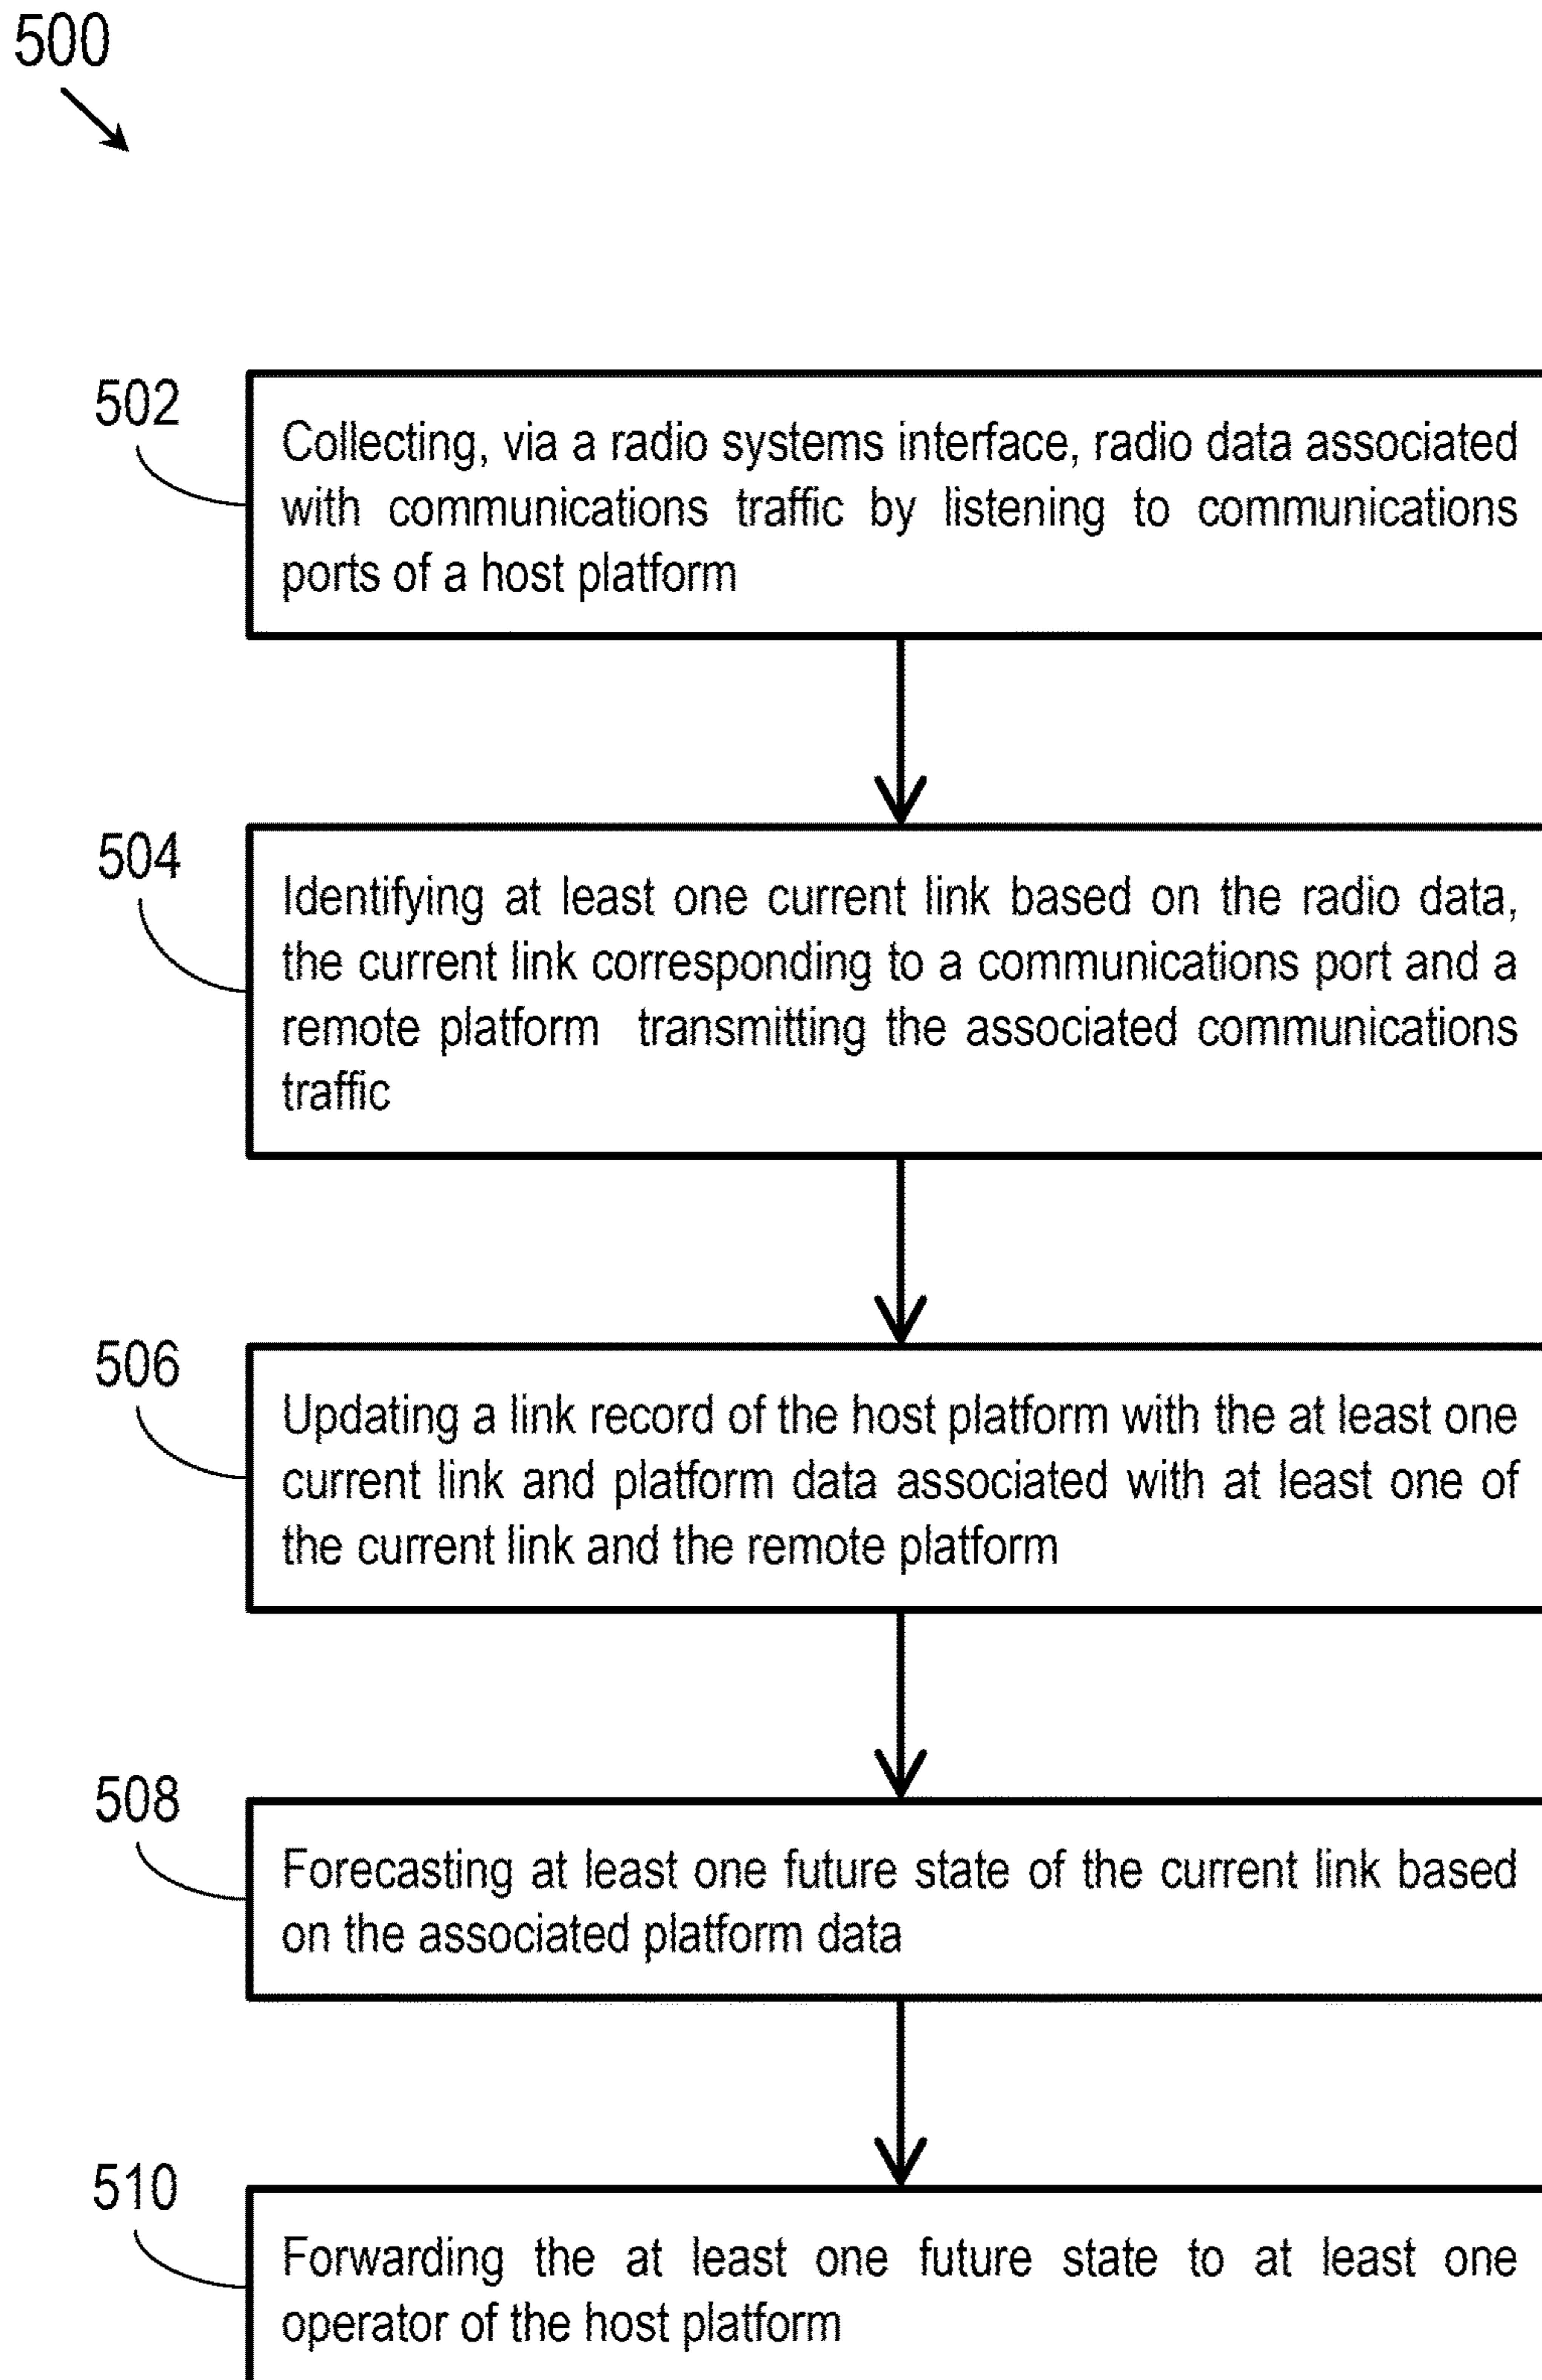 500
502
Collecting, via a radio systems interface, radio data associated
with communications traffic by listening to communications
ports of a host platform
504
Identifying at least one current link based on the radio data,
the current link corresponding to a communications port and a
remote platform transmitting the associated communications
traffic
506
Updating a link record of the host platform with the at least one
current link and platform data associated with at least one of
the current link and the remote platform
508
Forecasting at least one future state of the current link based
on the associated platform data
510
Forwarding the at least one future state to at least one
operator of the host platform